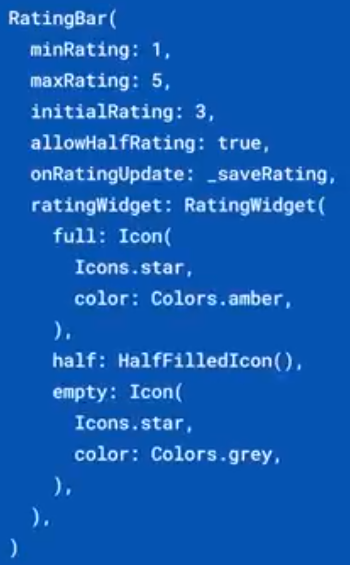 RatingBar(
  minRating: 1,
  maxRating: 5,
  initialRating: 3,
  allowHalfRating: true,
  onRatingUpdate: _saveRating,
  ratingWidget: RatingWidget(
    full: Icon(
      Icons.star,
      color: Colors.amber,
    ),
    half: HalfFilledIcon(),
    empty: Icon(
      Icons.star,
      color: Colors.grey,
    ),
  ),
)